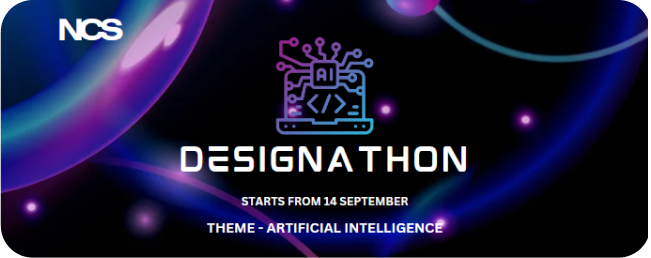 NCS
AI
</>
DESIGNATHON
STARTS FROM 14 SEPTEMBER
THEME - ARTIFICIAL INTELLIGENCE